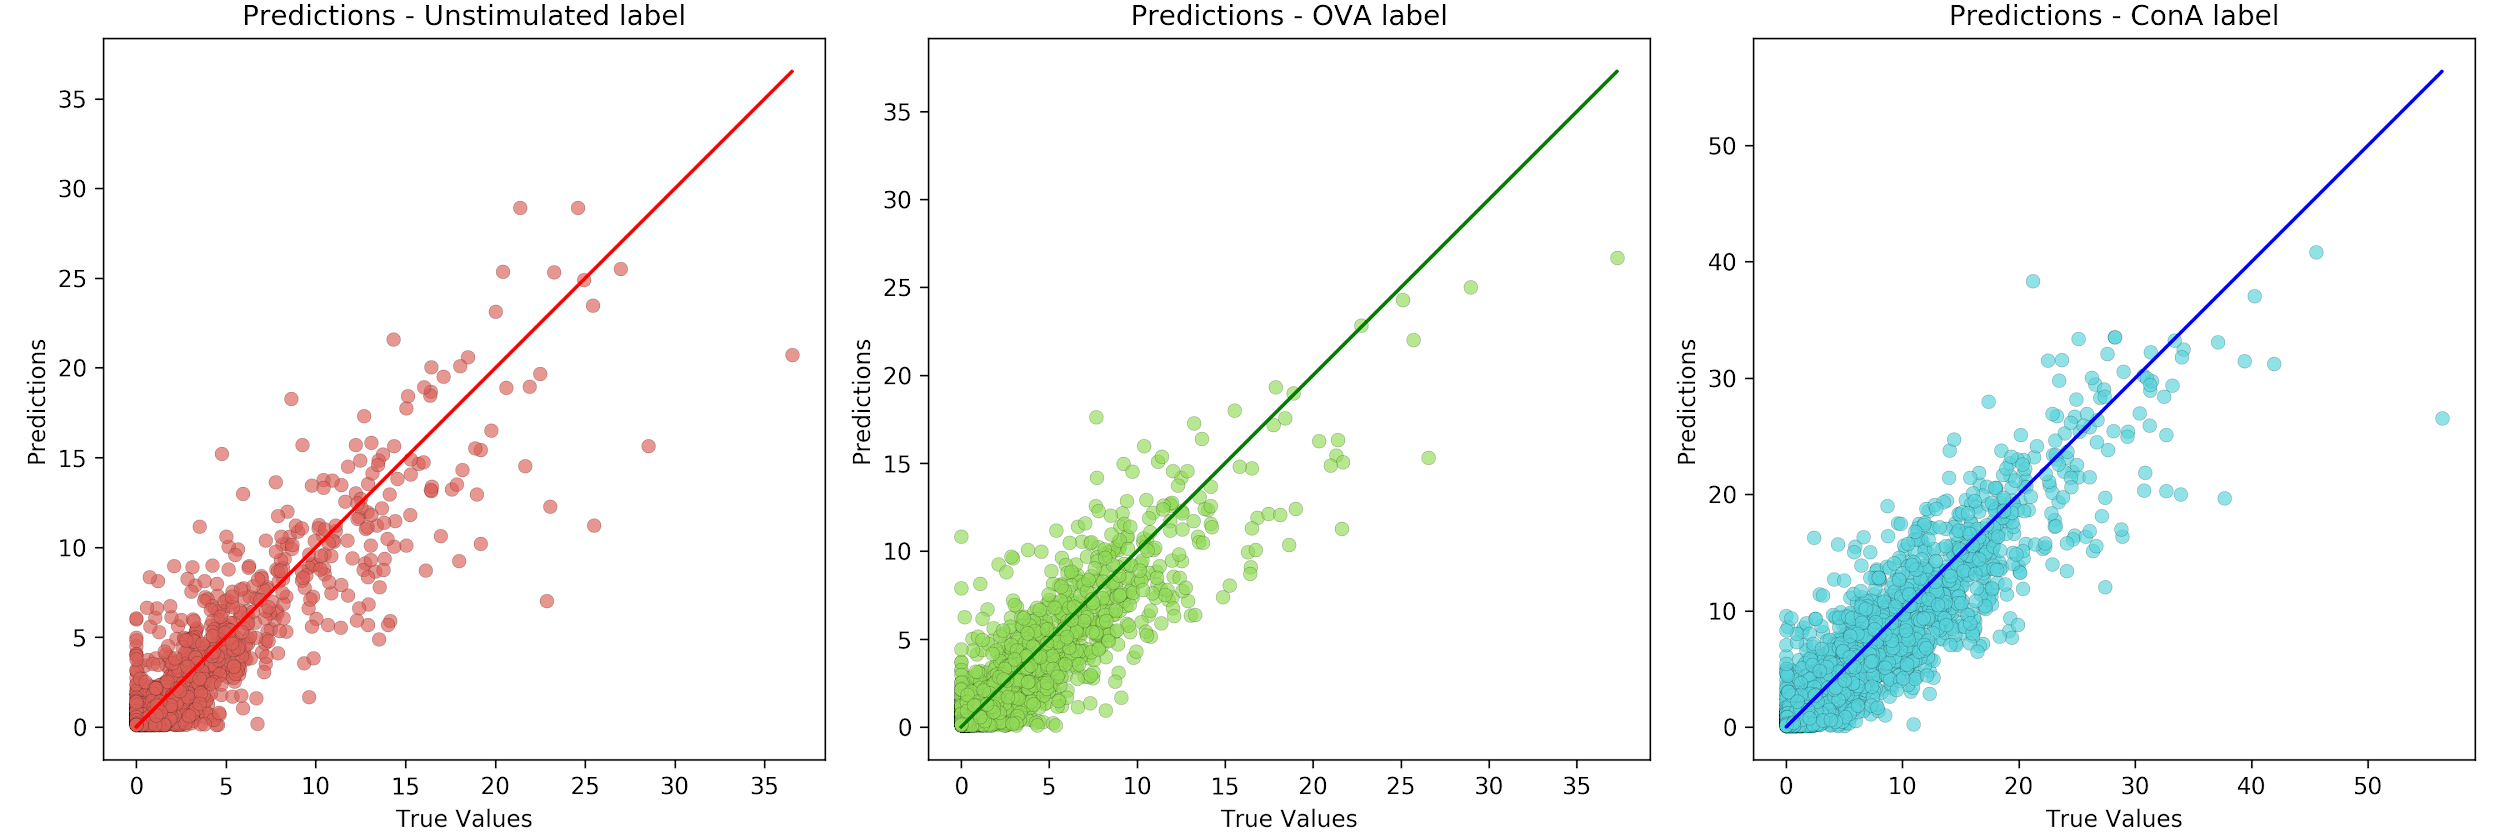 Predictions - Unstimulated label
Predictions
35
30
25
20
15
10
5
0
0 5 10 15 20 25 30 35
True Values
Predictions - OVA label
Predictions
35
30
25
20
15
10
5
0
0 5 10 15 20 25 30 35
True Values
Predictions - ConA label
Predictions
50
40
30
20
10
0
0 10 20 30 40 50
True Values